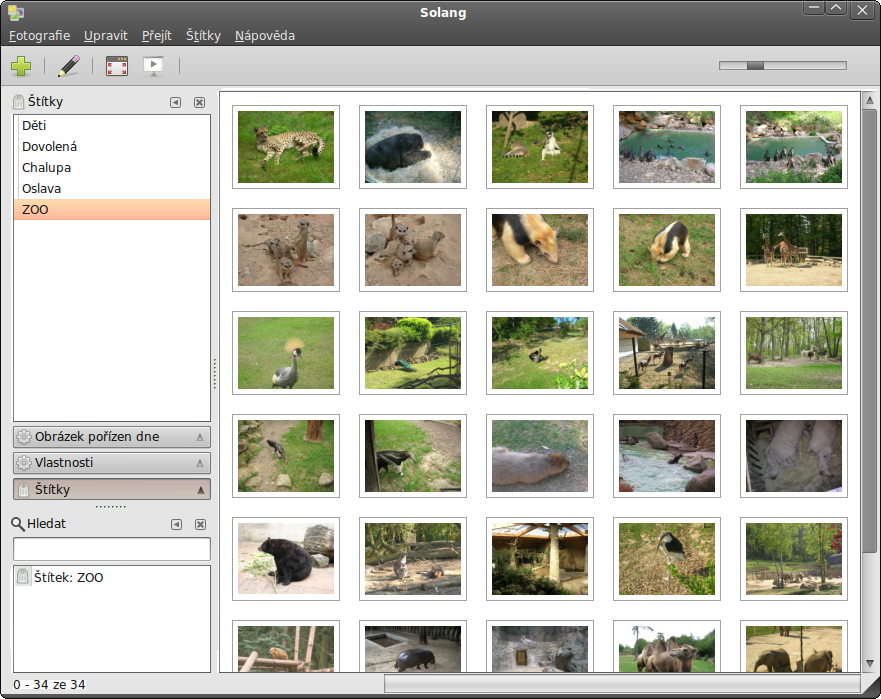 Solang
Fotografie Upravit Přejít Štítky Nápověda
Štítky
Děti
Dovolená
Chalupa
Oslava
ZOO
Obrázek pořízen dne
Vlastnosti
Štítky
Hledat
Štítek: ZOO
0 - 34 ze 34